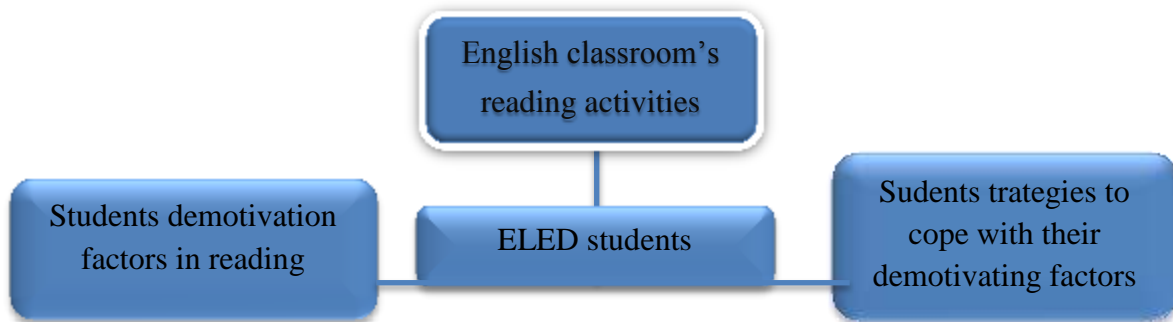 English classroom's
reading activities
Students demotivation
factors in reading
ELED students
Sudents trategies to
cope with their
demotivating factors